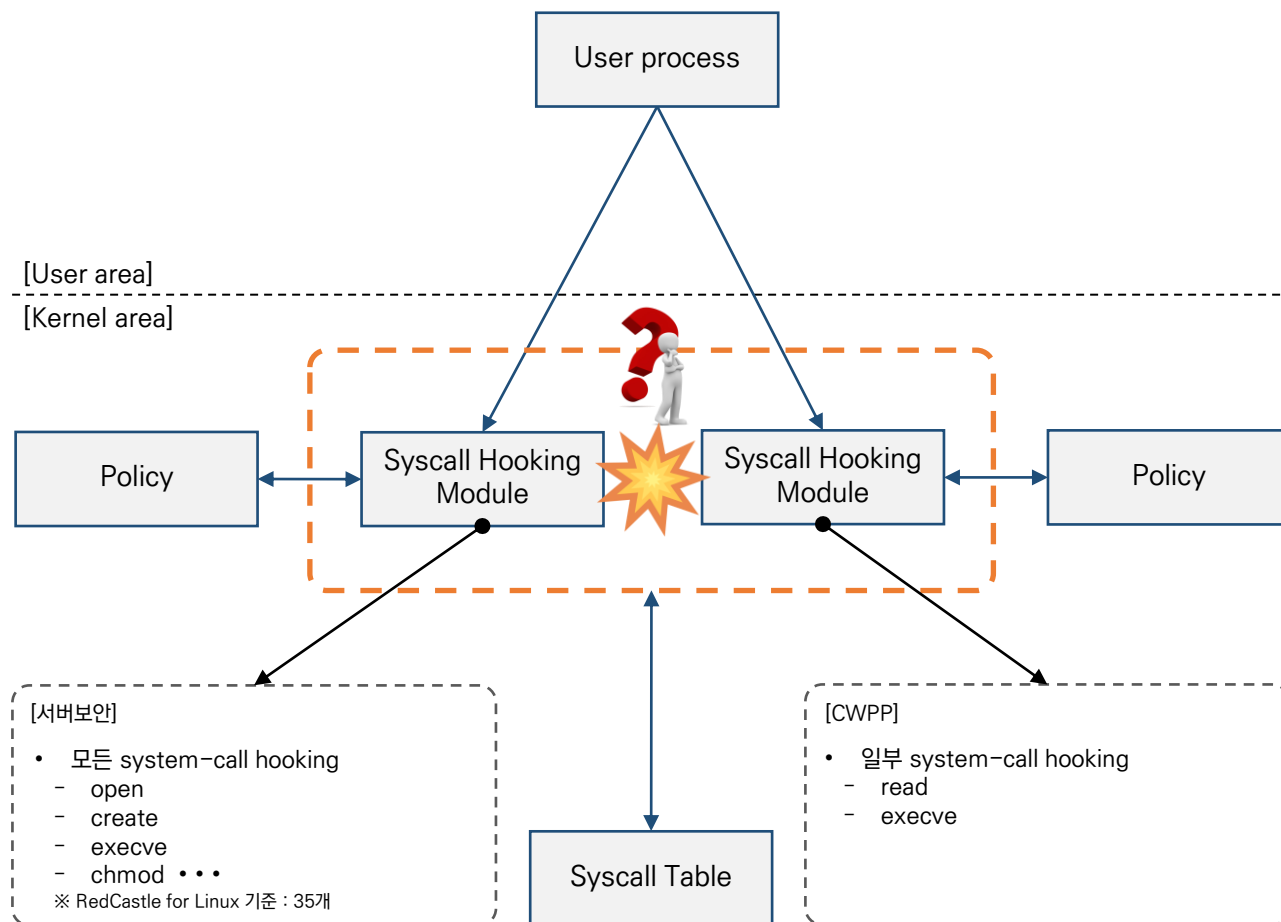 User process
[User area]
[Kernel area]
Policy
Syscall Hooking
Module
Syscall Hooking
Module
Policy
[서버보안]
• 모든 system-call hooking
- open
- create
- execve
- chmod •••
※ RedCastle for Linux 기준 : 35개
[CWPP]
• 일부 system-call hooking
- read
- execve
Syscall Table